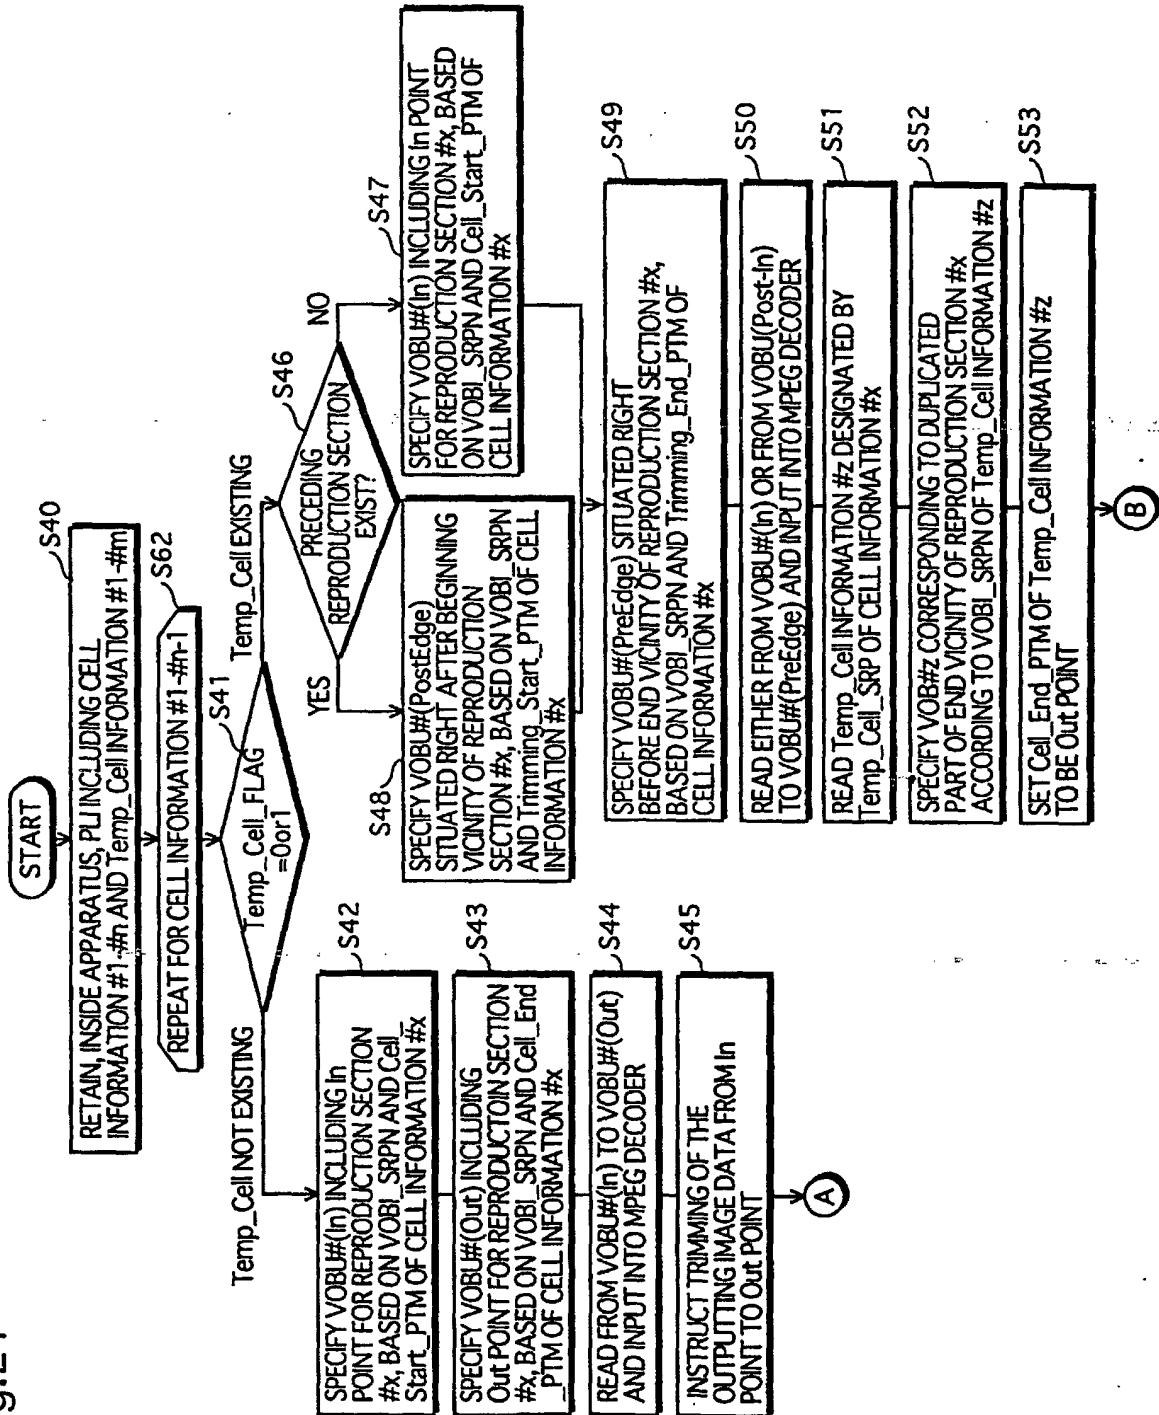 START
S40
RETAIN, INSIDE APPARATUS, PLI INCLUDING CELL
INFORMATION #1-#n AND Temp_Cell INFORMATION #1-#m
S62
REPEAT FOR CELL INFORMATION #1-#n-1
S41
Temp_Cell_FLAG
=0or1
Temp_Cell NOT EXISTING
Temp_Cell EXISTING
S42
SPECIFY VOBU#(In) INCLUDING In
POINT FOR REPRODUCTION SECTION
#x, BASED ON VOBI_SRPN AND Cell_
Start_PTM OF CELL INFORMATION #x
S43
SPECIFY VOBU#(Out) INCLUDING
Out POINT FOR REPRODUCTOIN SECTION
#x, BASED ON VOBI_SRPN AND Cell_End
_PTM OF CELL INFORMATION #x
S44
READ FROM VOBU#(In) TO VOBU#(Out)
AND INPUT INTO MPEG DECODER
S45
INSTRUCT TRIMMING OF THE
OUTPUTTING IMAGE DATA FROM In
POINT TO Out POINT
A
S46
PRECEDING
REPRODUCTION SECTION
EXIST?
YES
NO
S48
SPECIFY VOBU#(PostEdge)
SITUATED RIGHT AFTER BEGINNING
VICINITY OF REPRODUCTION
SECTION #x, BASED ON VOBI_SRPN
AND Trimming_Start_PTM OF CELL
INFORMATION #x
S47
SPECIFY VOBU#(In) INCLUDING In POINT
FOR REPRODUCTION SECTION #x, BASED
ON VOBI_SRPN AND Cell_Start_PTM OF
CELL INFORMATION #x
S49
SPECIFY VOBU#(PreEdge) SITUATED RIGHT
BEFORE END VICINITY OF REPRODUCTION SECTION #x,
BASED ON VOBI_SRPN AND Trimming_End_PTM OF
CELL INFORMATION #x
S50
READ EITHER FROM VOBU#(In) OR FROM VOBU(Post-In)
TO VOBU#(PreEdge) AND INPUT INTO MPEG DECODER
S51
READ Temp_Cell INFORMATION #z DESIGNATED BY
Temp_Cell_SRP OF CELL INFORMATION #x
S52
SPECIFY VOB#z CORRESPONDING TO DUPLICATED
PART OF END VICINITY OF REPRODUCTION SECTION #x
ACCORDING TO VOBI_SRPN OF Temp_Cell INFORMATION #z
S53
SET Cell_End_PTM OF Temp_Cell INFORMATION #z
TO BE Out POINT
B